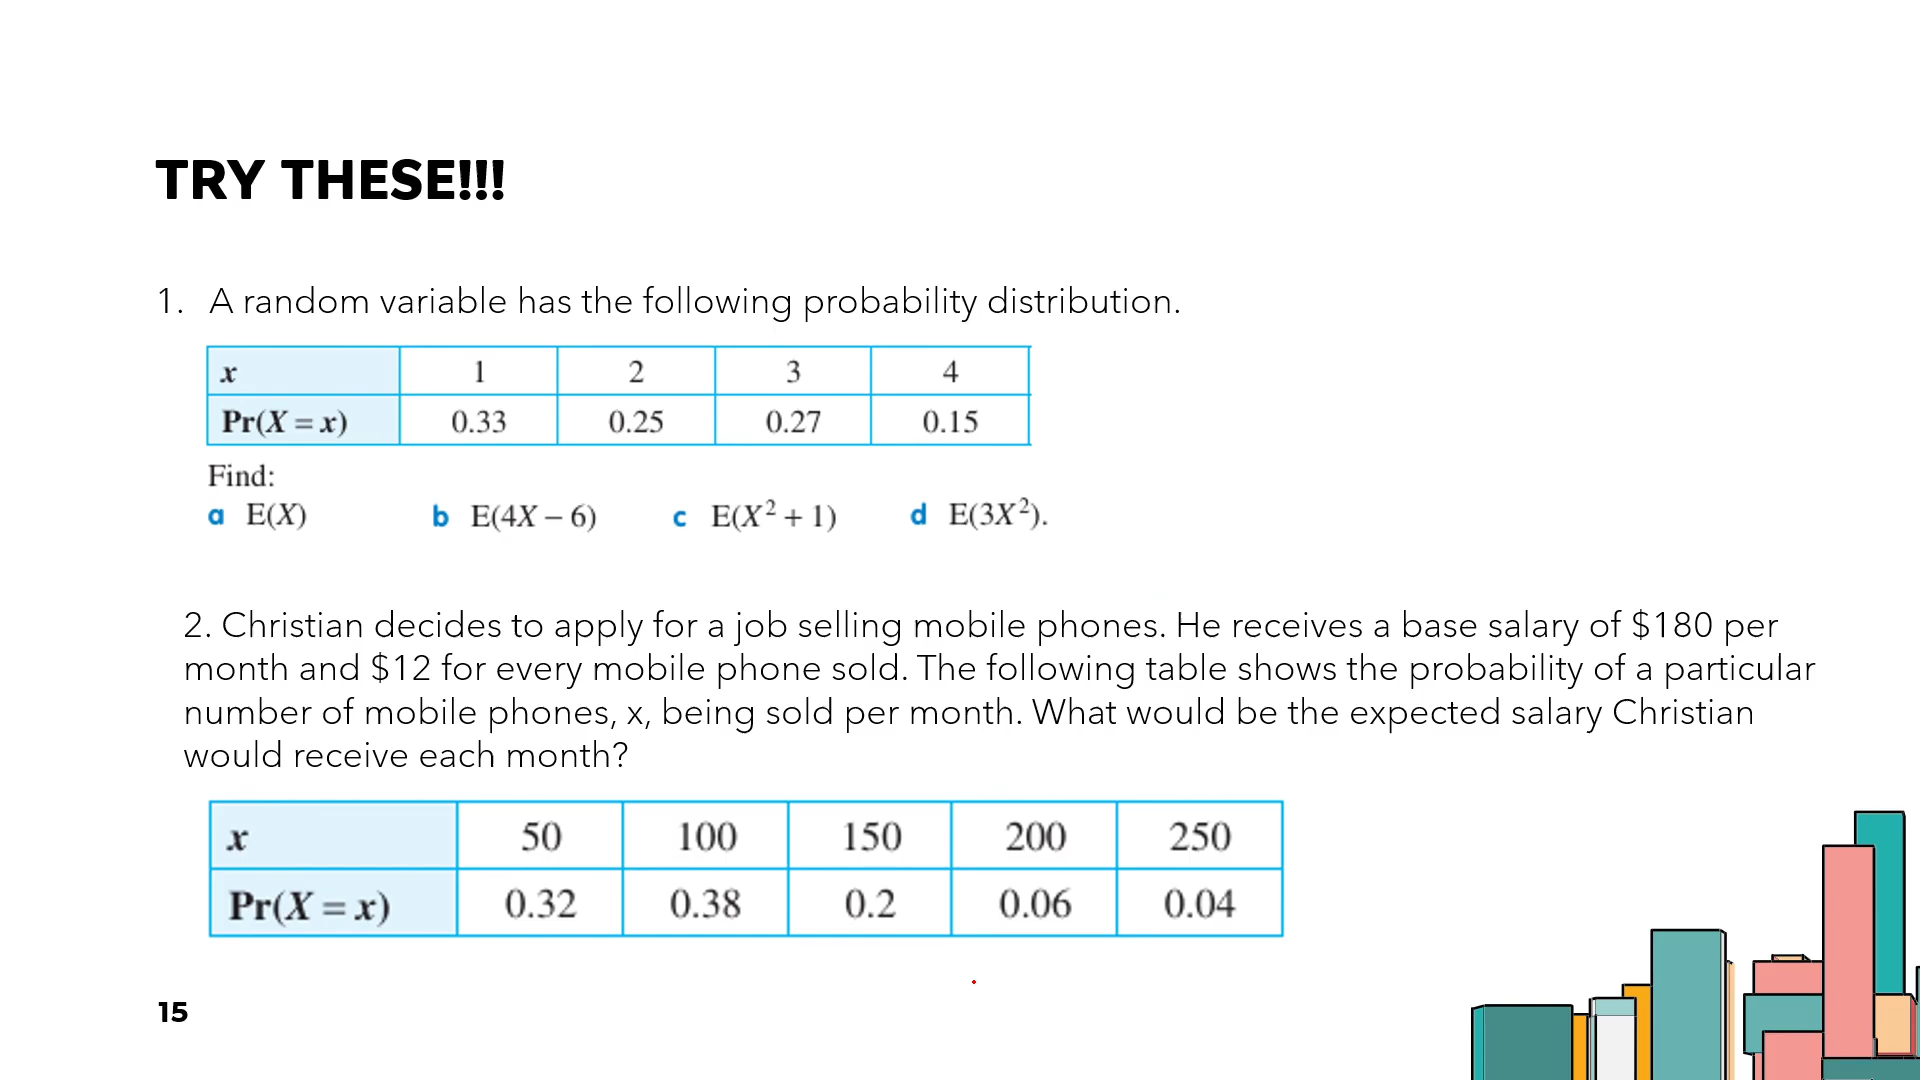 TRY THESE!!!
1. A random variable has the following probability distribution.
x 1 2 3 4
Pr(X = x) 0.33 0.25 0.27 0.15
Find:
a E(X) b E(4X – 6) c E(X² + 1) d E(3X²).
2. Christian decides to apply for a job selling mobile phones. He receives a base salary of $180 per
month and $12 for every mobile phone sold. The following table shows the probability of a particular
number of mobile phones, x, being sold per month. What would be the expected salary Christian
would receive each month?
x 50 100 150 200 250
Pr(X = x) 0.32 0.38 0.2 0.06 0.04
15